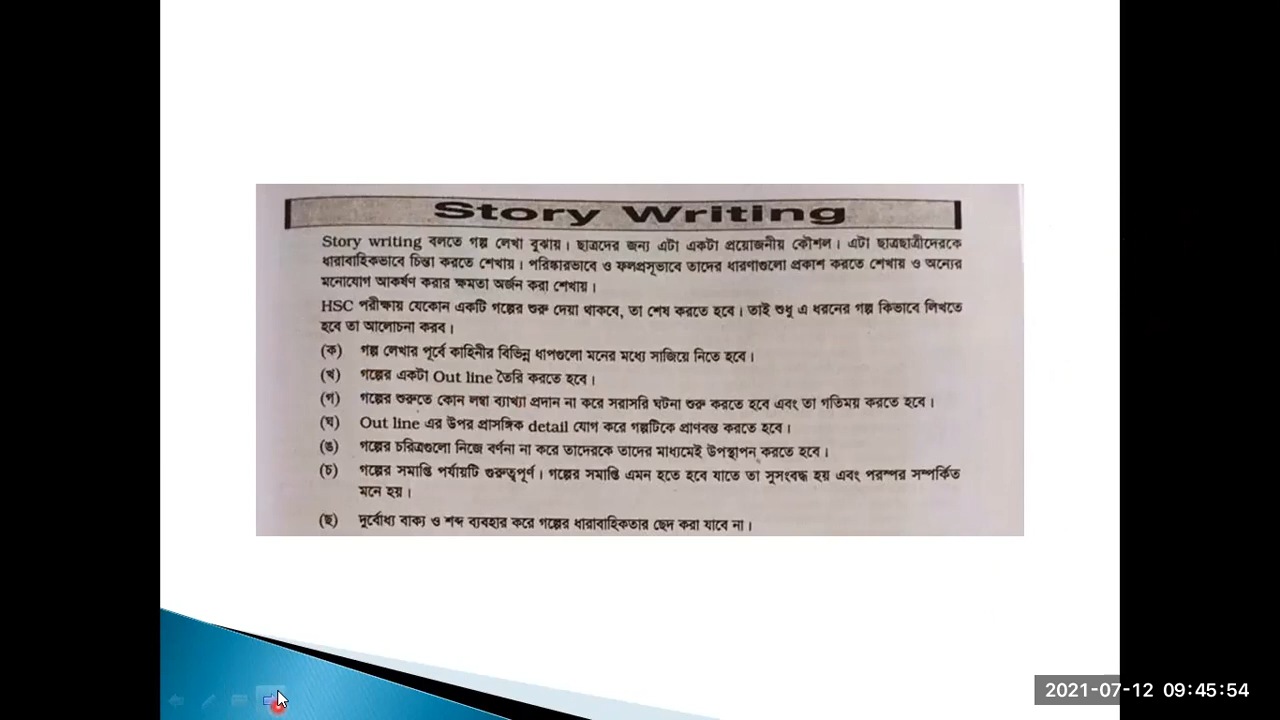 Story Writing
Story writing বলতে গল্প লেখা বুঝায়। ছাত্রদের জন্য এটা একটা প্রয়োজনীয় কৌশল। এটা ছাত্রছাত্রীদেরকে
ধারাবাহিকভাবে চিন্তা করতে শেখায়। পরিষ্কারভাবে ও ফলপ্রসূভাবে তাদের ধারণাগুলো প্রকাশ করতে শেখায় ও অন্যের
মনোযোগ আকর্ষণ করার ক্ষমতা অর্জন করা শেখায়।
HSC পরীক্ষায় যেকোন একটি গল্পের শুরু দেয়া থাকবে, তা শেষ করতে হবে। তাই শুধু এ ধরনের গল্প কিভাবে লিখতে
হবে তা আলোচনা করব।
(ক) গল্প লেখার পূর্বে কাহিনীর বিভিন্ন ধাপগুলো মনের মধ্যে সাজিয়ে নিতে হবে।
(খ) গল্পের একটা Out line তৈরি করতে হবে।
(গ) গল্পের শুরুতে কোন লম্বা ব্যাখ্যা প্রদান না করে সরাসরি ঘটনা শুরু করতে হবে এবং তা গতিময় করতে হবে।
(ঘ) Out line এর উপর প্রাসঙ্গিক detail যোগ করে গল্পটিকে প্রাণবন্ত করতে হবে।
(ঙ) গল্পের চরিত্রগুলো নিজে বর্ণনা না করে তাদেরকে তাদের মাধ্যমেই উপস্থাপন করতে হবে।
(চ) গল্পের সমাপ্তি পর্যায়টি গুরুত্বপূর্ণ। গল্পের সমাপ্তি এমন হতে হবে যাতে তা সুসংবদ্ধ হয় এবং পরস্পর সম্পর্কিত
মনে হয়।
(ছ) দুর্বোধ্য বাক্য ও শব্দ ব্যবহার করে গল্পের ধারাবাহিকতার ছেদ করা যাবে না।
2021-07-12 09:45:54